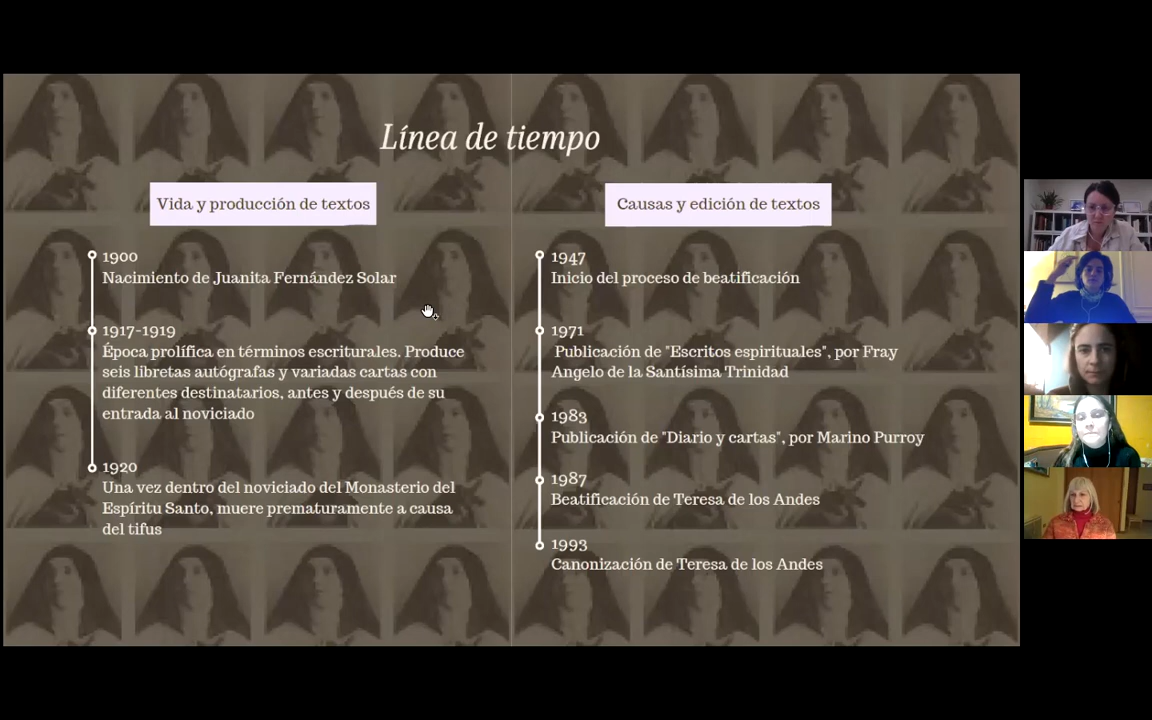 Línea de tiempo
Vida y producción de textos
1900
Nacimiento de Juanita Fernández Solar
1917-1919
Época prolífica en términos escriturales. Produce
seis libretas autógrafas y variadas cartas con
diferentes destinatarios, antes y después de su
entrada al noviciado
1920
Una vez dentro del noviciado del Monasterio del
Espíritu Santo, muere prematuramente a causa
del tifus
Causas y edición de textos
1947
Inicio del proceso de beatificación
1971
Publicación de "Escritos espirituales", por Fray
Angelo de la Santísima Trinidad
1983
Publicación de "Diario y cartas", por Marino Purroy
1987
Beatificación de Teresa de los Andes
1993
Canonización de Teresa de los Andes